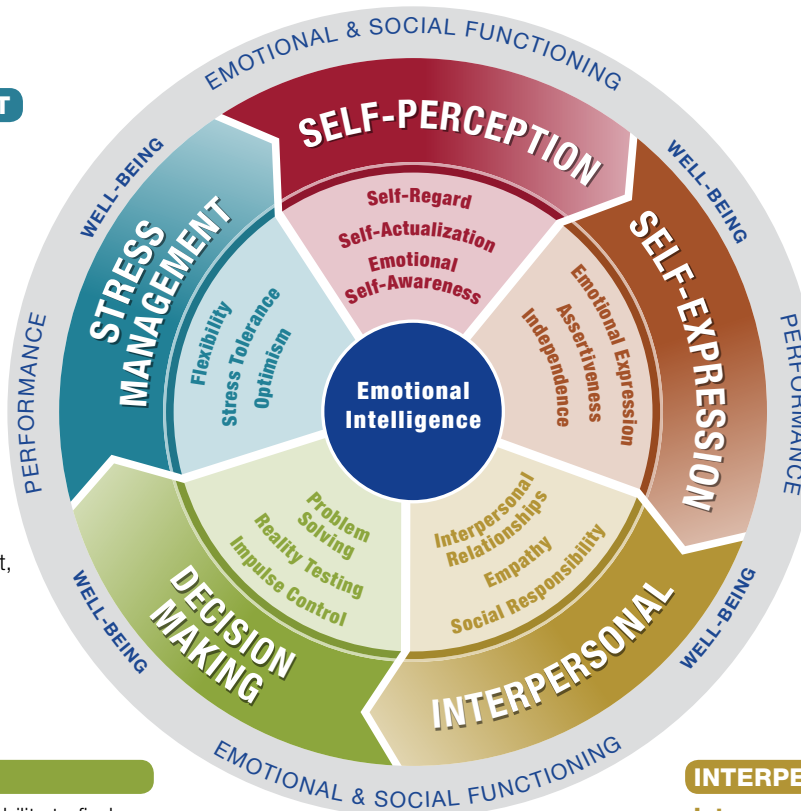 EMOTIONAL & SOCIAL FUNCTIONING
T
SELF-PERCEPTION
WELL-BEING
WELL-BEING
Self-Regard
Self-Actualization
Emotional
Self-Awareness
STRESS
MANAGEMENT
SELF-EXPRESSION
Flexibility
Stress Tolerance
Optimism
Emotional Expression
Assertiveness
Independence
PERFORMANCE
PERFORMANCE
Emotional
Intelligence
Problem
Solving
Reality Testing
Impulse Control
Interpersonal
Relationships
Empathy
Social Responsibility
t,
DECISION
MAKING
INTERPERSONAL
WELL-BEING
WELL-BEING
EMOTIONAL & SOCIAL FUNCTIONING
INTERPE